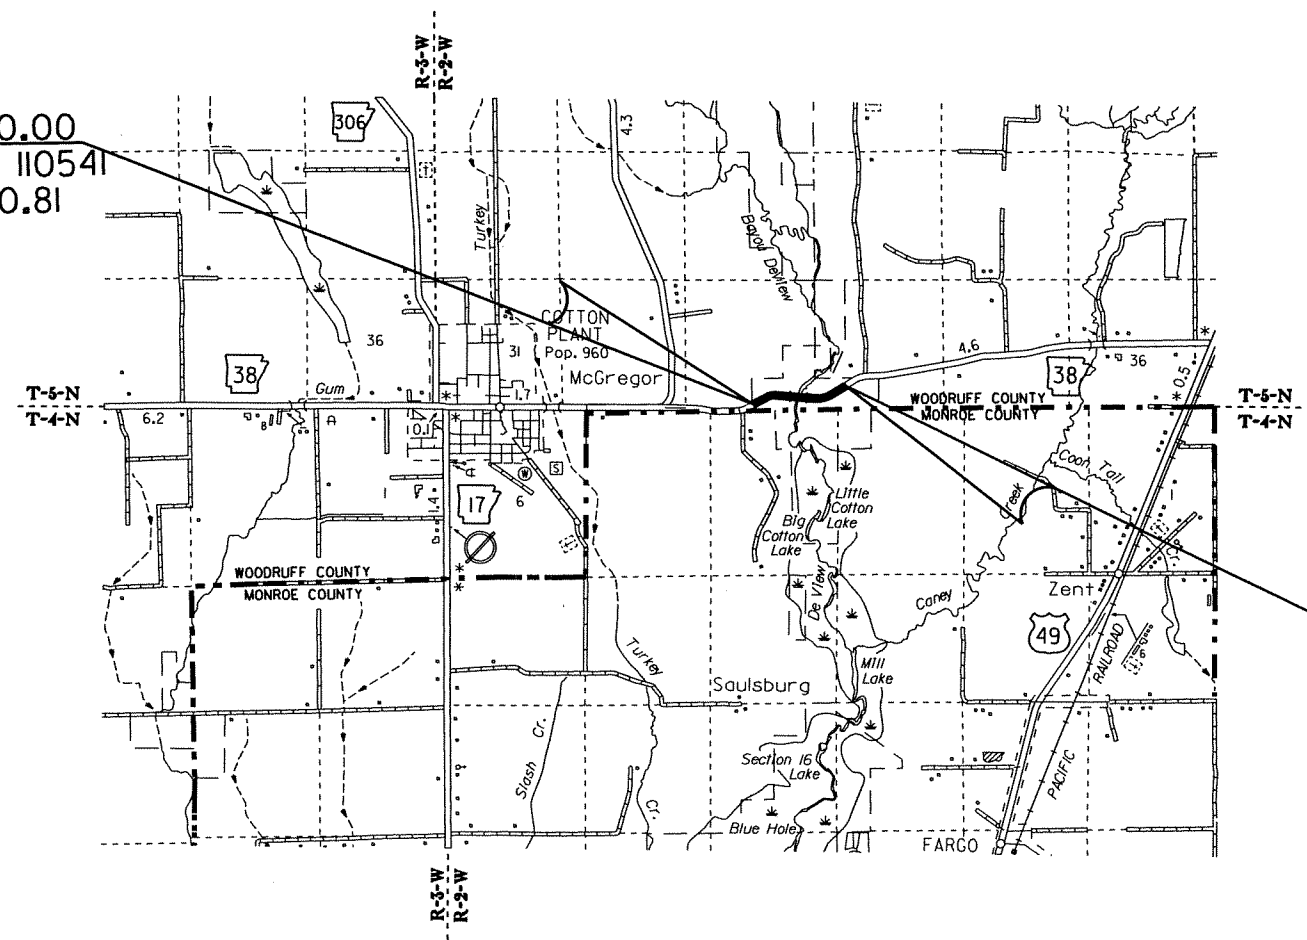 R-3-W
R-2-W
0.00
110541
0.81
306
4.3
Turkey
Bayou DeView
COTTON
PLANT
Pop. 960
31
36
McGregor
38
Gum
1.7
4.6
36
38
0.5
T-5-N
T-4-N
T-5-N
T-4-N
6.2
8
A
0.1
WOODRUFF COUNTY
MONROE COUNTY
Coon Tail
Creek
W
S
6
1.4
17
Little
Cotton
Lake
Big
Cotton
Lake
WOODRUFF COUNTY
MONROE COUNTY
De View
Caney
Zent
49
6
RAILROAD
Turkey
Mill
Lake
Saulsburg
Slash Cr.
Section 16
Lake
PACIFIC
Cr.
Blue Hole
FARGO
R-3-W
R-2-W